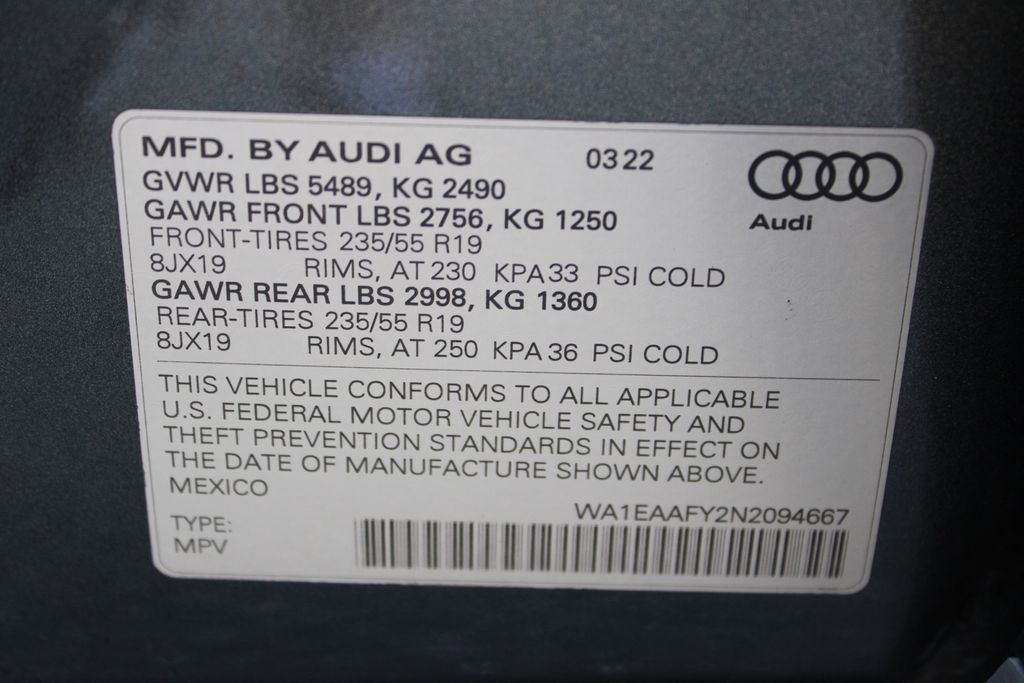 MFD. BY AUDI AG 03 22
GVWR LBS 5489, KG 2490
GAWR FRONT LBS 2756, KG 1250
Audi
FRONT-TIRES 235/55 R19
8JX19 RIMS, AT 230 KPA 33 PSI COLD
GAWR REAR LBS 2998, KG 1360
REAR-TIRES 235/55 R19
8JX19 RIMS, AT 250 KPA 36 PSI COLD
THIS VEHICLE CONFORMS TO ALL APPLICABLE
U.S. FEDERAL MOTOR VEHICLE SAFETY AND
THEFT PREVENTION STANDARDS IN EFFECT ON
THE DATE OF MANUFACTURE SHOWN ABOVE.
MEXICO
WA1EAAFY2N2094667
TYPE:
MPV